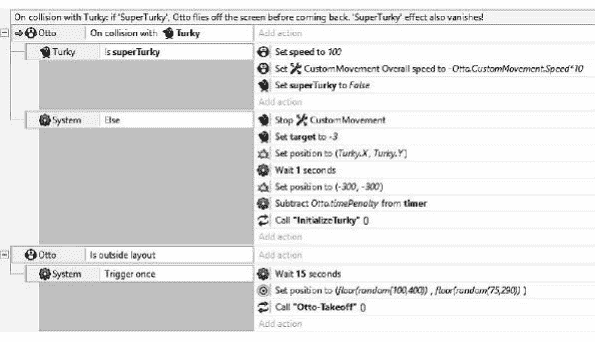 On collision with Turky: if 'SuperTurky', Otto flies off the screen before coming back. 'SuperTurky' effect also vanishes!
Otto On collision with Turky Add action
Turky Is superTurky Set speed to 100
Set CustomMovement Overall speed to -Otto.CustomMovement.Speed*10
Set superTurky to False
Add action
System Else Stop CustomMovement
Set target to -3
Set position to (Turky.X, Turky.Y)
Wait 1 seconds
Set position to (-300, -300)
Subtract Otto.timePenalty from timer
Call "InitializeTurky" ()
Add action
Otto Is outside layout Add action
System Trigger once Wait 15 seconds
Set position to (floor(random(100,400)) , floor(random(75,290)) )
Call "Otto-Takeoff" ()
Add action